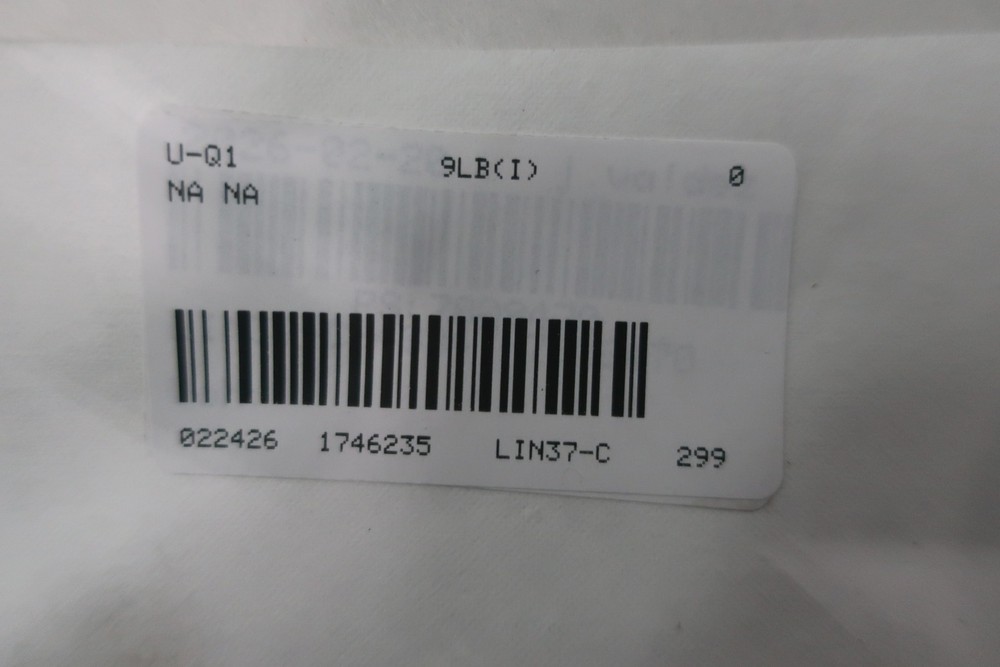 U-Q1 9LB(I) 0
NA NA
022426 1746235 LIN37-C 299